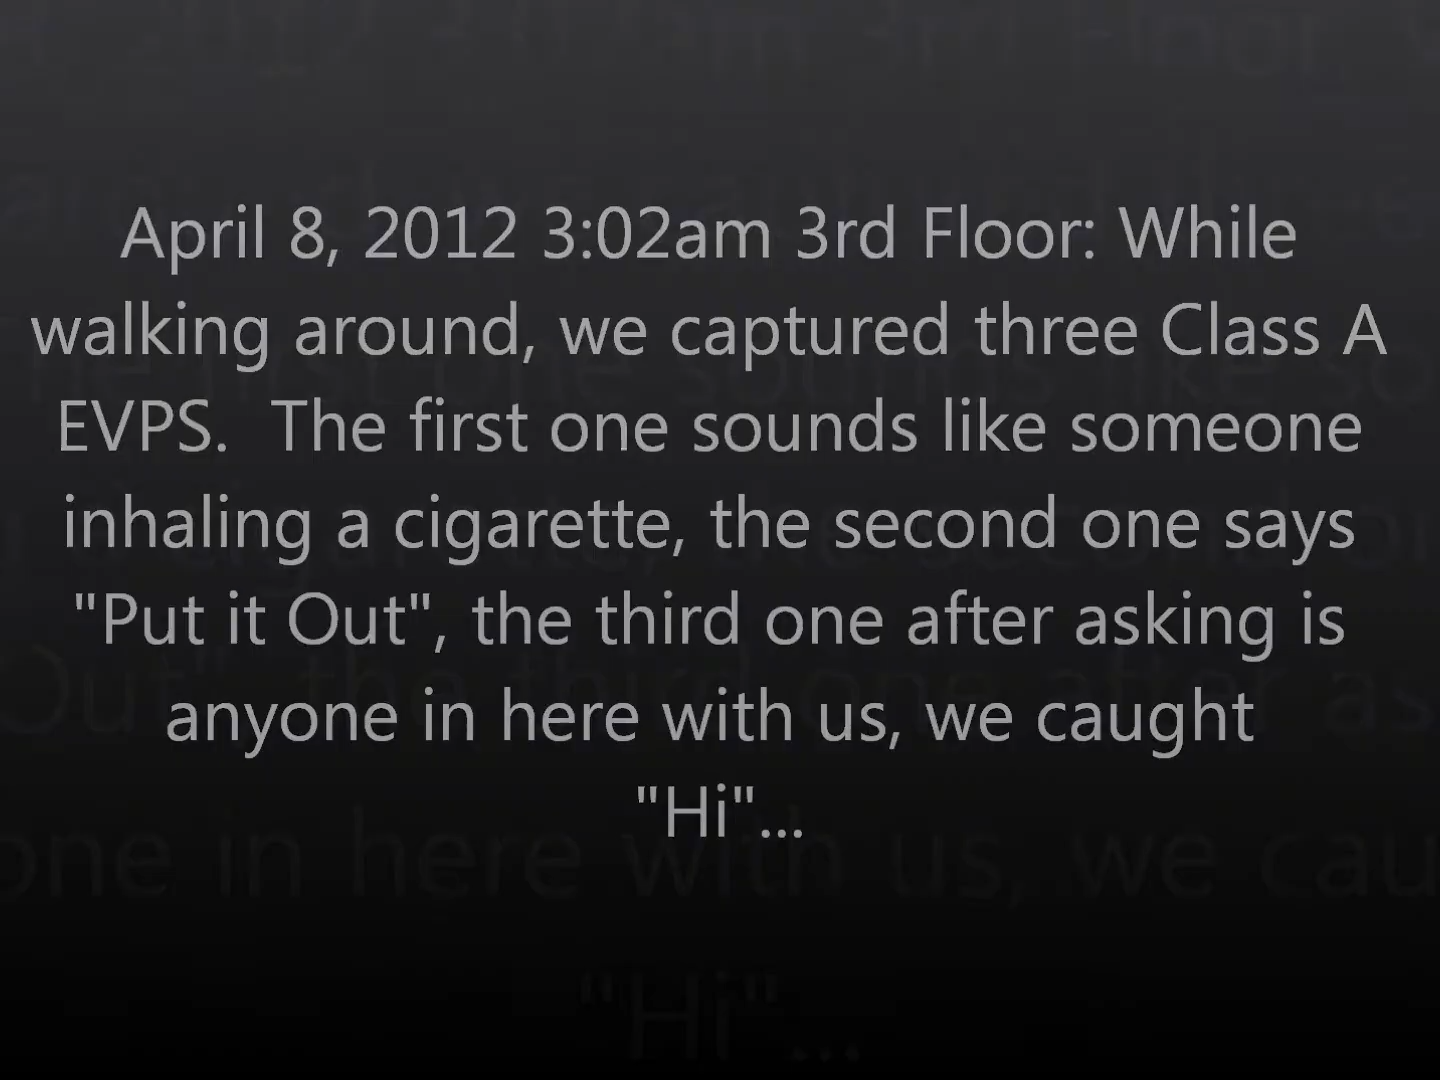 April 8, 2012 3:02am 3rd Floor: While
walking around, we captured three Class A
EVPS.  The first one sounds like someone
inhaling a cigarette, the second one says
"Put it Out", the third one after asking is
anyone in here with us, we caught
"Hi"...